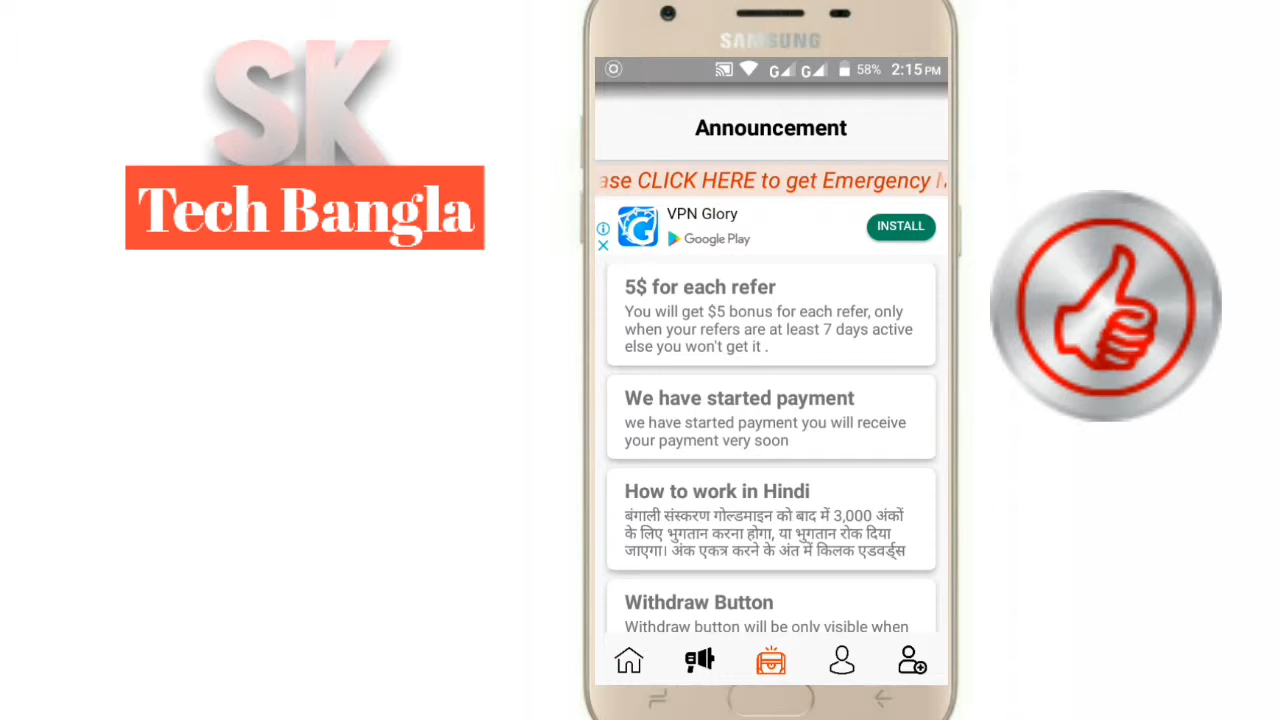 SK
Tech Bangla
SAMSUNG
G G 58% 2:15 PM
Announcement
CLICK HERE to get Emergency
VPN Glory
Google Play
INSTALL
5$ for each refer
You will get $5 bonus for each refer, only
when your refers are at least 7 days active
else you won't get it .
We have started payment
we have started payment you will receive
your payment very soon
How to work in Hindi
बंगाली संस्करण गोल्डमाइन को बाद में 3,000 अंकों
के लिए भुगतान करना होगा, या भुगतान रोक दिया
जाएगा। अंक एकत्र करने के अंत में किलक एडवर्ड्स
Withdraw Button
Withdraw button will be only visible when